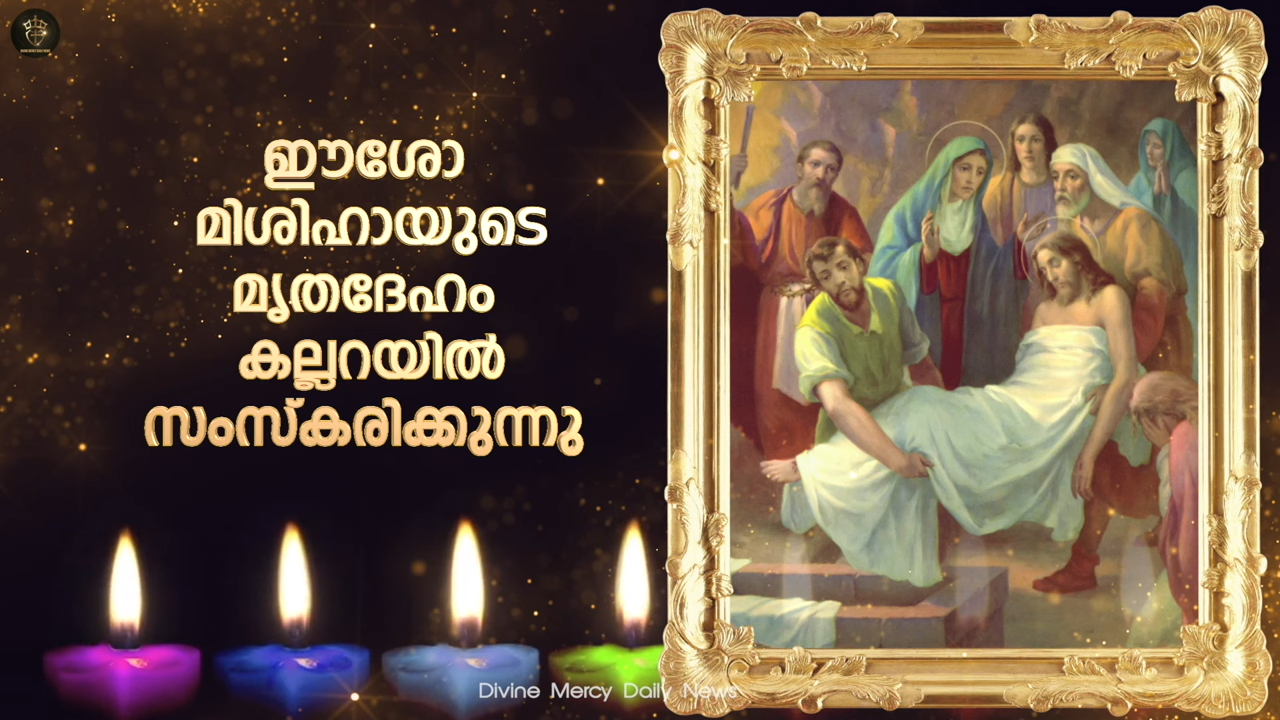 ഈശോ
മിശിഹായുടെ
മൃതദേഹം
കല്ലറയിൽ
സംസ്കരിക്കുന്നു
Divine Mercy Daily News